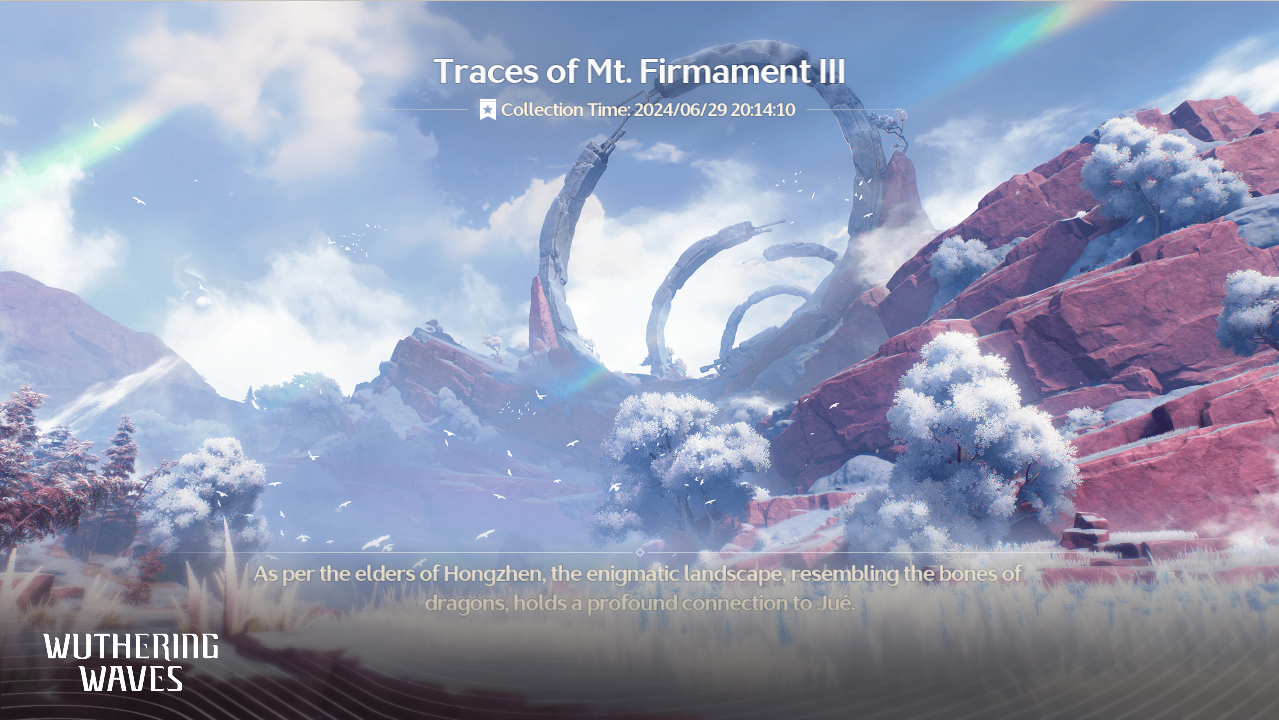 Traces of Mt. Firmament III
Collection Time: 2024/06/29 20:14:10
As per the elders of Hongzhen, the enigmatic landscape, resembling the bones of
dragons, holds a profound connection to Jué.
WUTHERING
WAVES